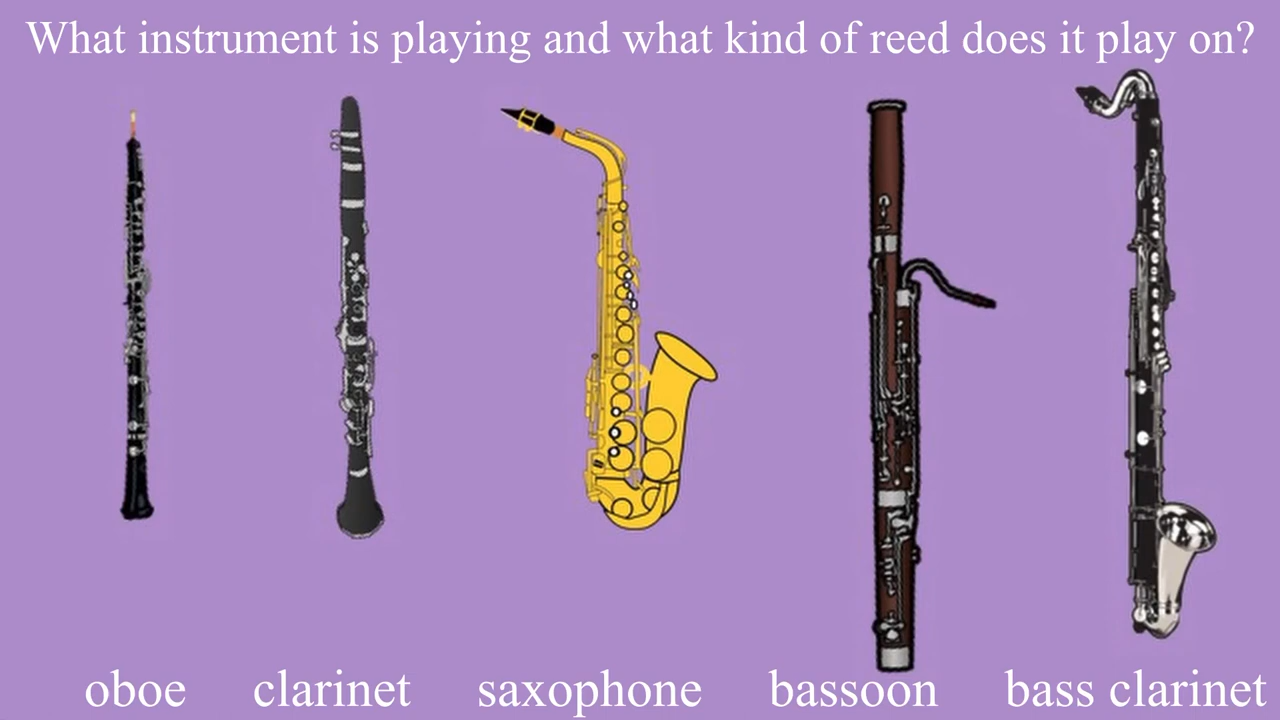 What instrument is playing and what kind of reed does it play on?
oboe clarinet saxophone bassoon bass clarinet